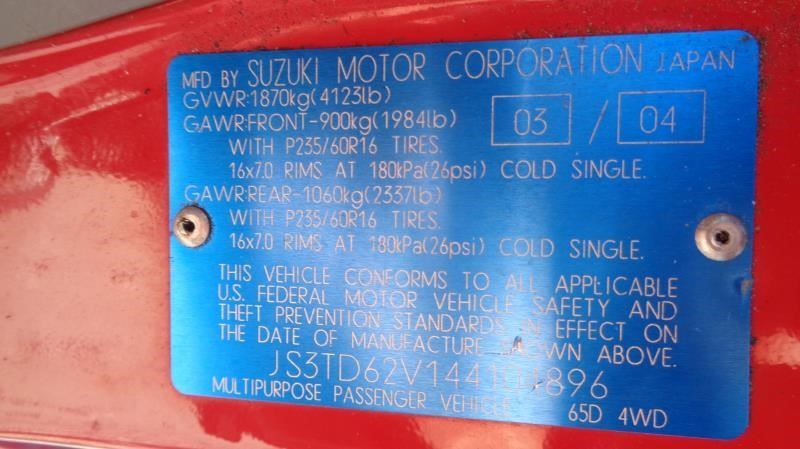 MFD BY SUZUKI MOTOR CORPORATION JAPAN
GVWR:1870kg(4123lb)
GAWR:FRONT-900kg(1984lb) 03 / 04
WITH P235/60R16 TIRES.
16x7.0 RIMS AT 180kPa(26psi) COLD SINGLE.
GAWR:REAR-1060kg(2337lb)
WITH P235/60R16 TIRES.
16x7.0 RIMS AT 180kPa(26psi) COLD SINGLE.
THIS VEHICLE CONFORMS TO ALL APPLICABLE
U.S. FEDERAL MOTOR VEHICLE SAFETY AND
THEFT PREVENTION STANDARDS IN EFFECT ON
THE DATE OF MANUFACTURE SHOWN ABOVE.
MULTIPURPOSE PASSENGER VEHICLE 65D 4WD